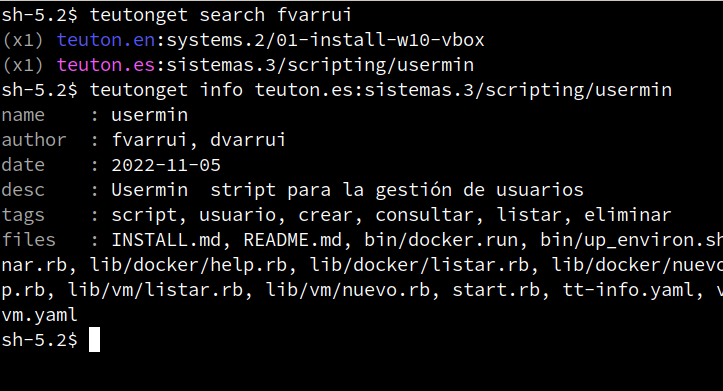 sh-5.2$ teutonget search fvarrui
(x1) teuton.en:systems.2/01-install-w10-vbox
(x1) teuton.es:sistemas.3/scripting/usermin
sh-5.2$ teutonget info teuton.es:sistemas.3/scripting/usermin
name    : usermin
author  : fvarrui, dvarrui
date    : 2022-11-05
desc    : Usermin  stript para la gestión de usuarios
tags    : script, usuario, crear, consultar, listar, eliminar
files   : INSTALL.md, README.md, bin/docker.run, bin/up_environ.sh
nar.rb, lib/docker/help.rb, lib/docker/listar.rb, lib/docker/nuevo
p.rb, lib/vm/listar.rb, lib/vm/nuevo.rb, start.rb, tt-info.yaml, v
vm.yaml
sh-5.2$